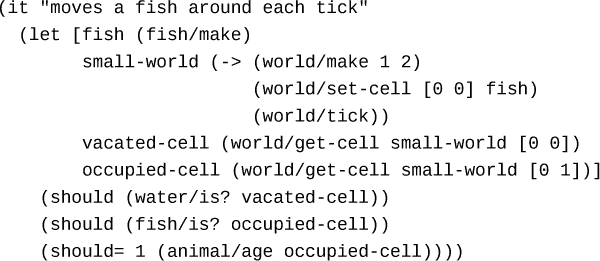 (it "moves a fish around each tick"
  (let [fish (fish/make)
        small-world (-> (world/make 1 2)
                        (world/set-cell [0 0] fish)
                        (world/tick))
        vacated-cell (world/get-cell small-world [0 0])
        occupied-cell (world/get-cell small-world [0 1])]
    (should (water/is? vacated-cell))
    (should (fish/is? occupied-cell))
    (should= 1 (animal/age occupied-cell))))